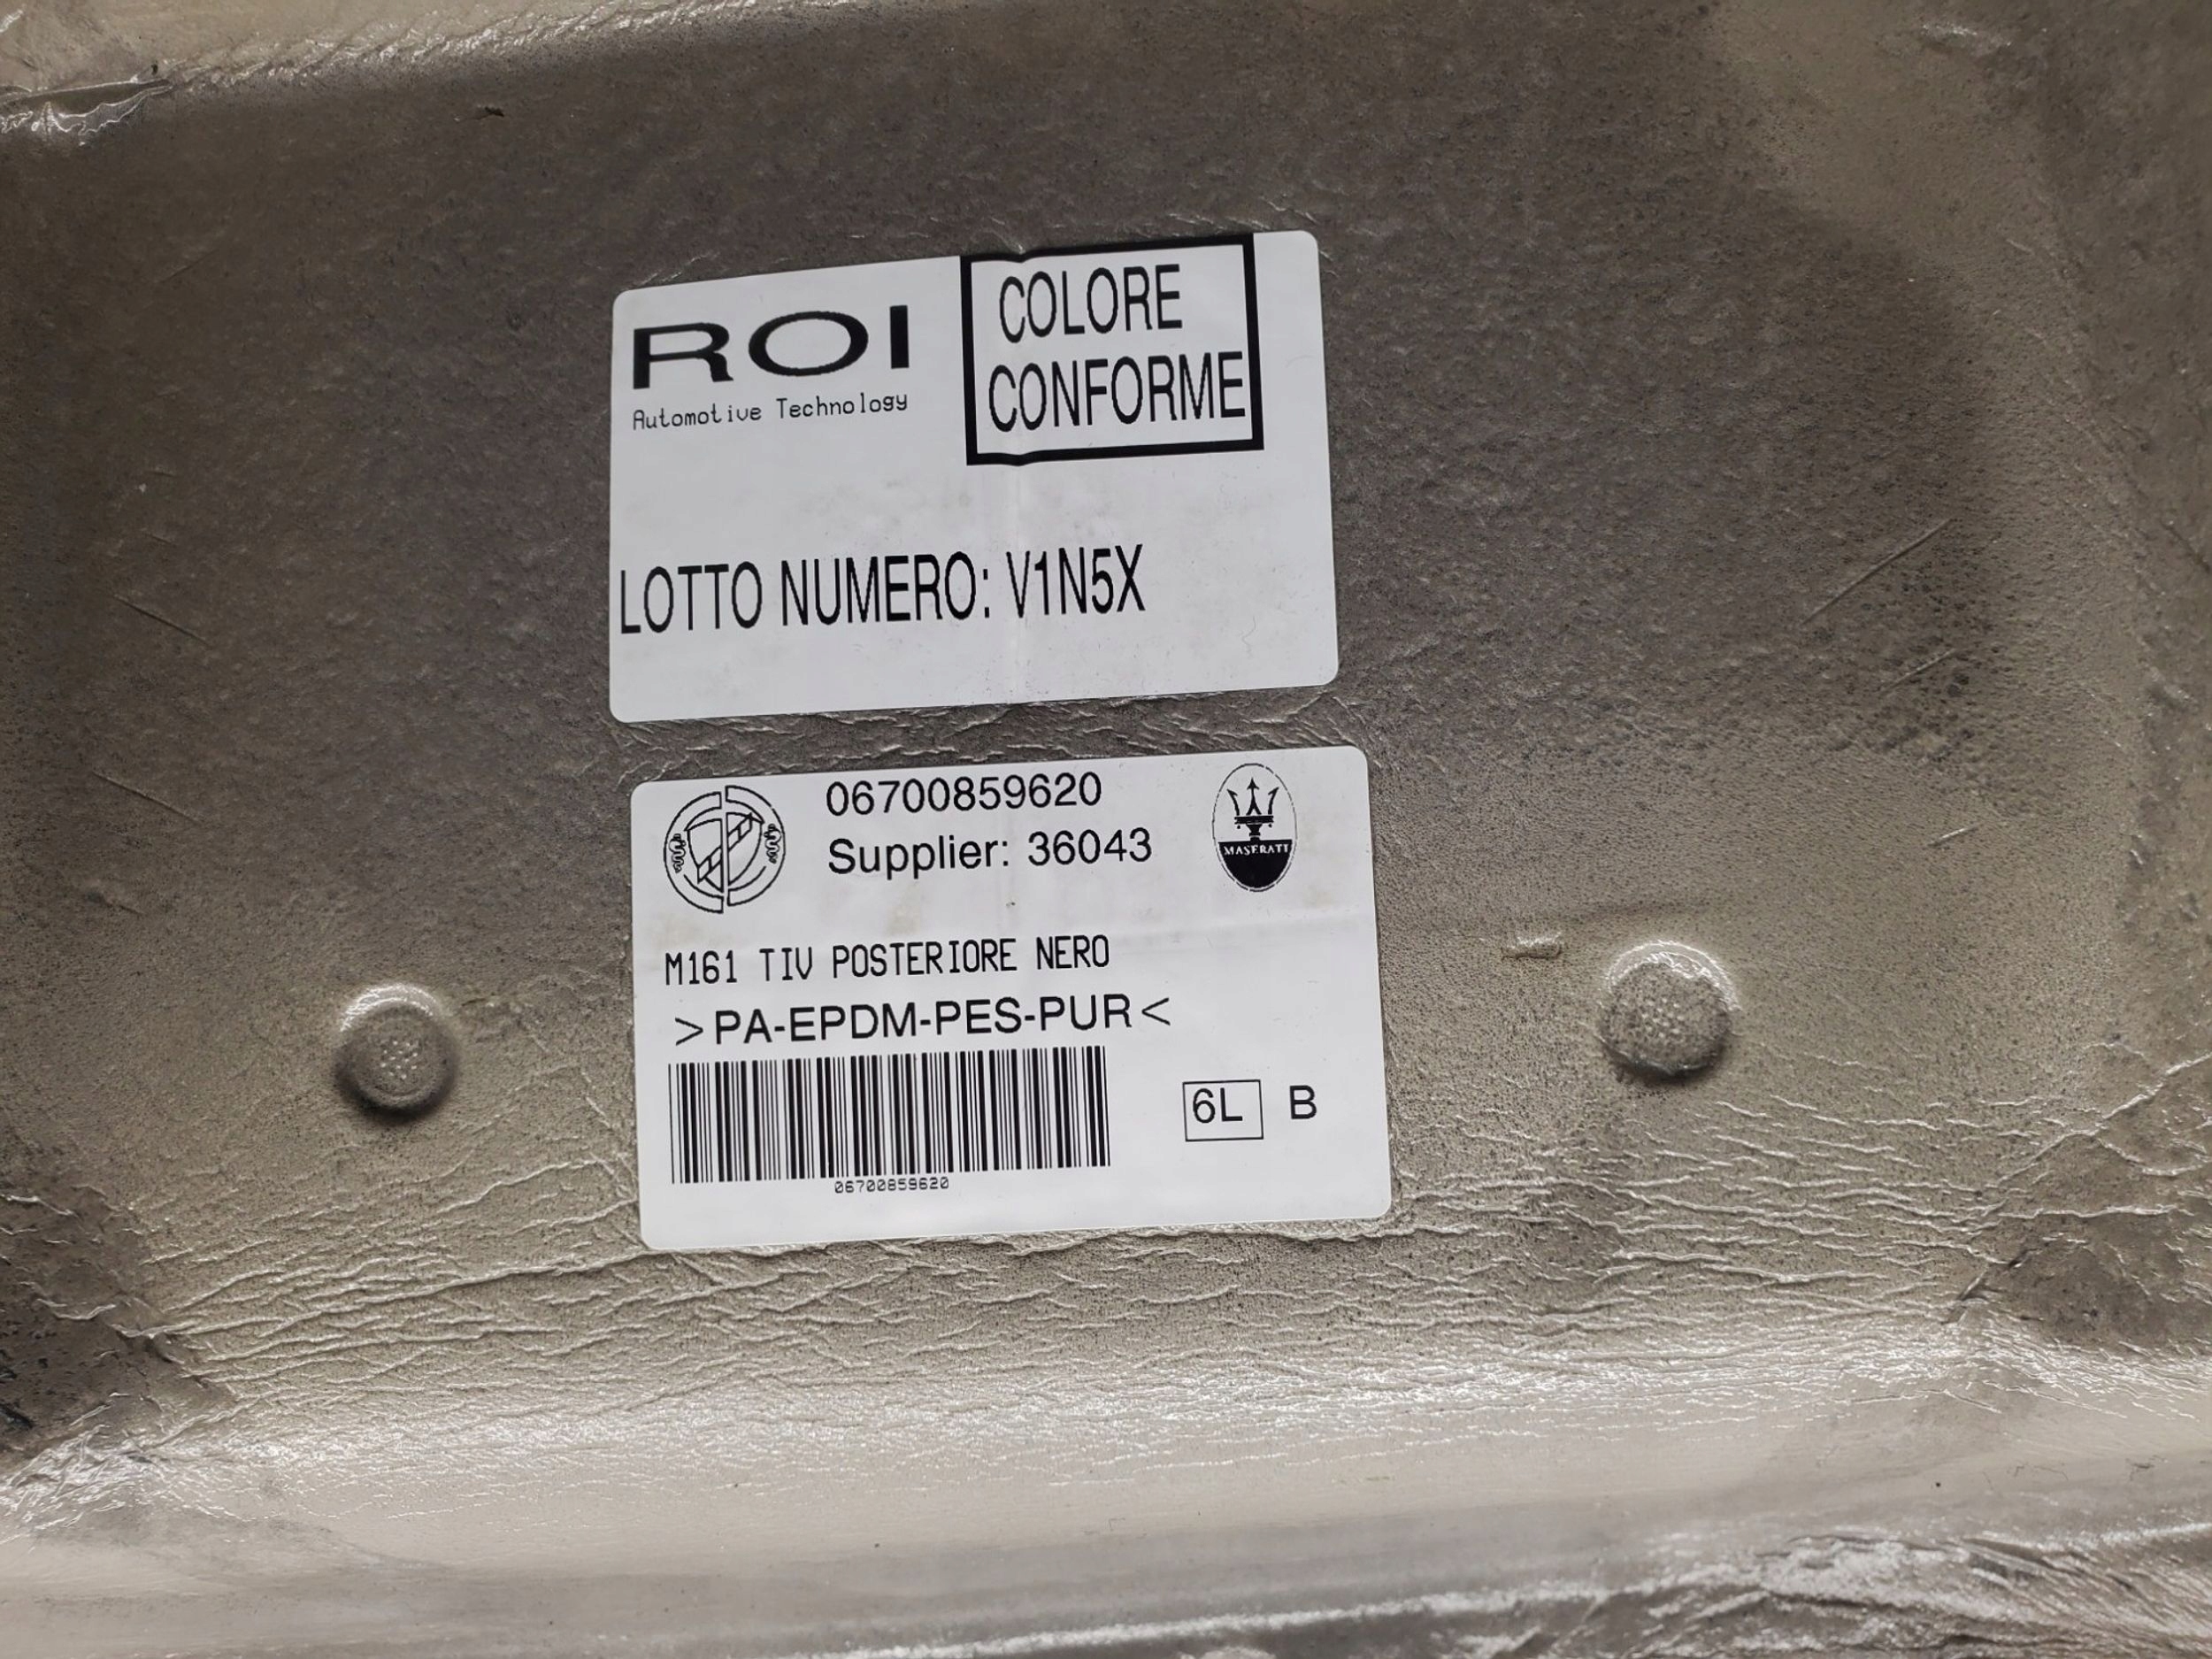 ROI
Automotive Technology
COLORE
CONFORME
LOTTO NUMERO: V1N5X
06700859620
Supplier: 36043
MASERATI
M161 TIV POSTERIORE NERO
>PA-EPDM-PES-PUR<
6L B
06700859620